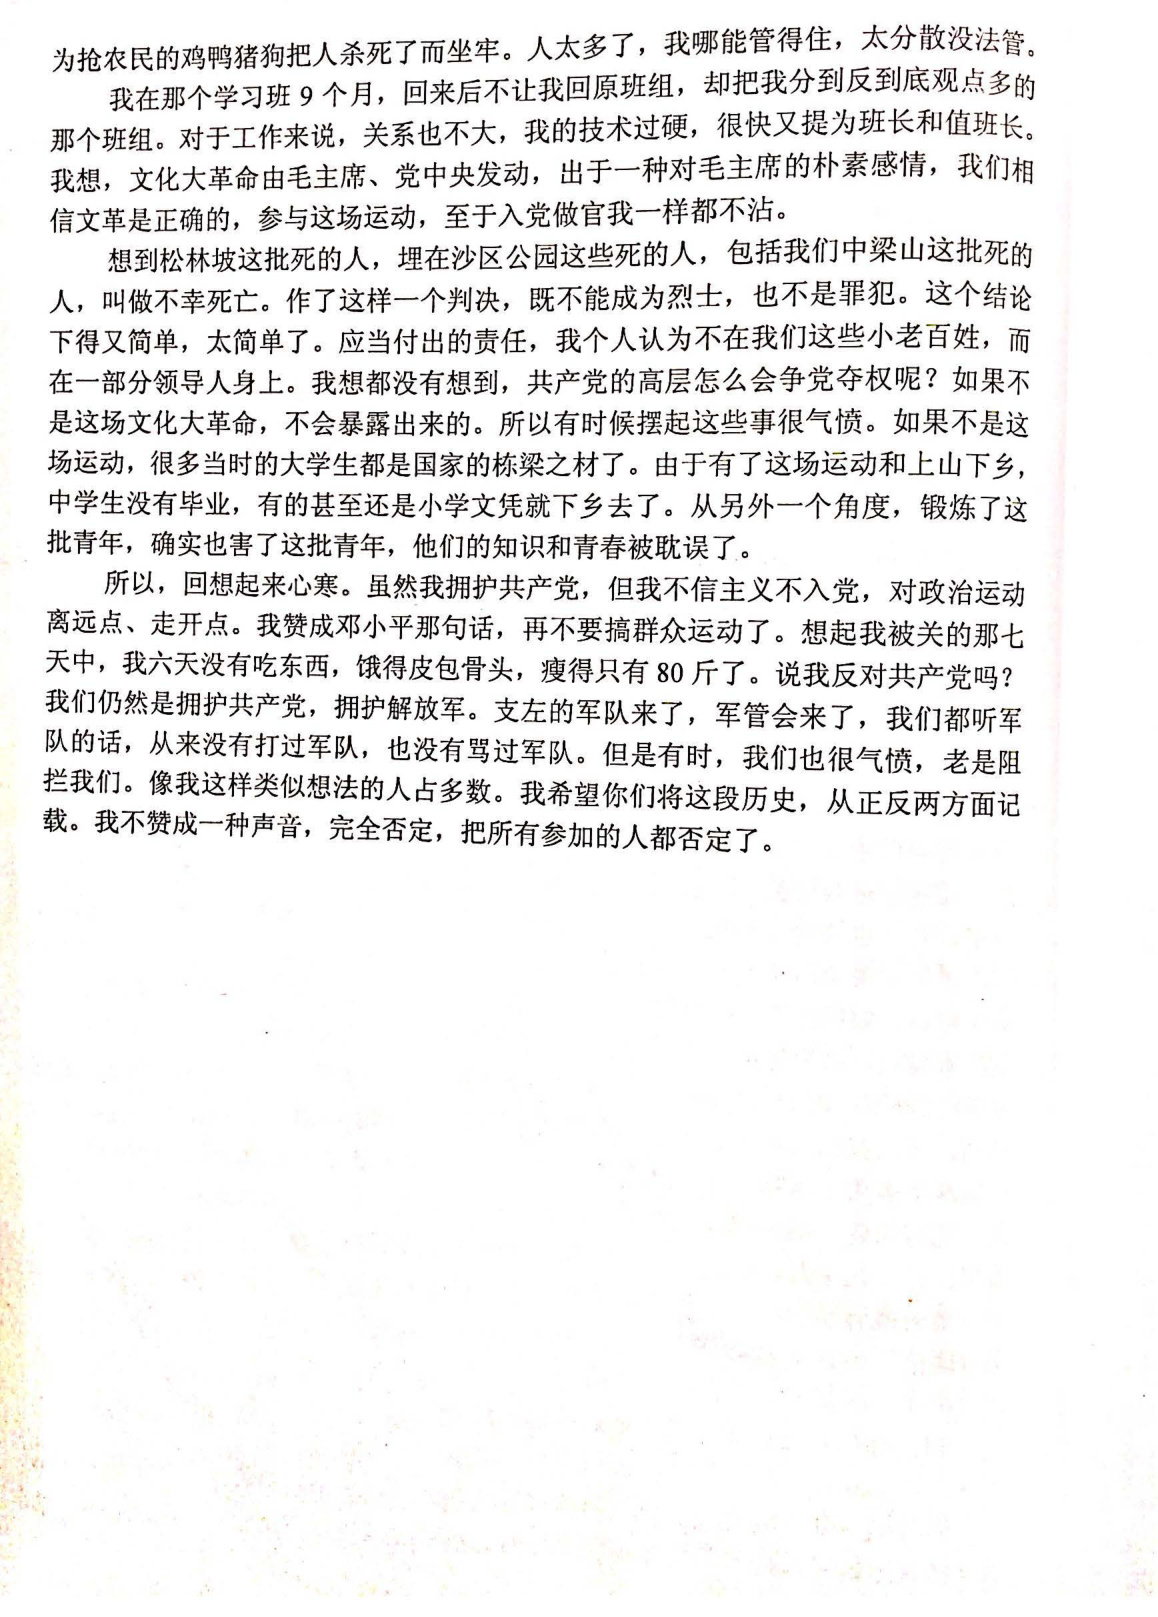 为抢农民的鸡鸭猪狗把人杀死了而坐牢。人太多了，我哪能管得住，太分散没法管。
我在那个学习班 9 个月，回来后不让我回原班组，却把我分到反到底观点多的
那个班组。对于工作来说，关系也不大，我的技术过硬，很快又提为班长和值班长。
我想，文化大革命由毛主席、党中央发动，出于一种对毛主席的朴素感情，我们相
信文革是正确的，参与这场运动，至于入党做官我一样都不沾。
想到松林坡这批死的人，埋在沙区公园这些死的人，包括我们中梁山这批死的
人，叫做不幸死亡。作了这样一个判决，既不能成为烈士，也不是罪犯。这个结论
下得又简单，太简单了。应当付出的责任，我个人认为不在我们这些小老百姓，而
在一部分领导人身上。我想都没有想到，共产党的高层怎么会争党夺权呢？如果不
是这场文化大革命，不会暴露出来的。所以有时候摆起这些事很气愤。如果不是这
场运动，很多当时的大学生都是国家的栋梁之材了。由于有了这场运动和上山下乡，
中学生没有毕业，有的甚至还是小学文凭就下乡去了。从另外一个角度，锻炼了这
批青年，确实也害了这批青年，他们的知识和青春被耽误了。
所以，回想起来心寒。虽然我拥护共产党，但我不信主义不入党，对政治运动
离远点、走开点。我赞成邓小平那句话，再不要搞群众运动了。想起我被关的那七
天中，我六天没有吃东西，饿得皮包骨头，瘦得只有 80 斤了。说我反对共产党吗？
我们仍然是拥护共产党，拥护解放军。支左的军队来了，军管会来了，我们都听军
队的话，从来没有打过军队，也没有骂过军队。但是有时，我们也很气愤，老是阻
拦我们。像我这样类似想法的人占多数。我希望你们将这段历史，从正反两方面记
载。我不赞成一种声音，完全否定，把所有参加的人都否定了。